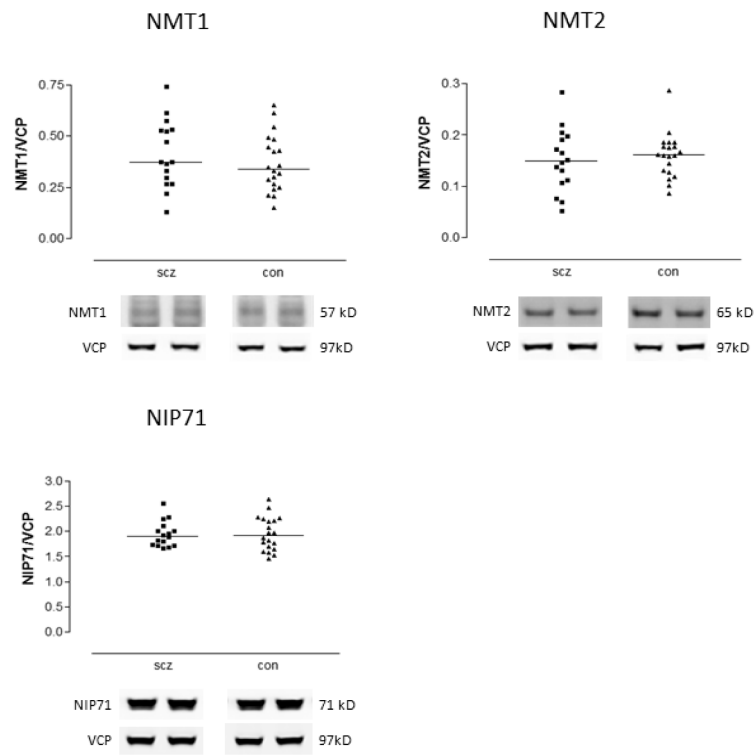 NMT1
NMT1/VCP
0.75
0.50
0.25
0.00
scz con
NMT1 57 kD
VCP 97kD
NMT2
NMT2/VCP
0.3
0.2
0.1
0.0
scz con
NMT2 65 kD
VCP 97kD
NIP71
NIP71/VCP
3.0
2.5
2.0
1.5
1.0
0.5
0.0
scz con
NIP71 71 kD
VCP 97kD